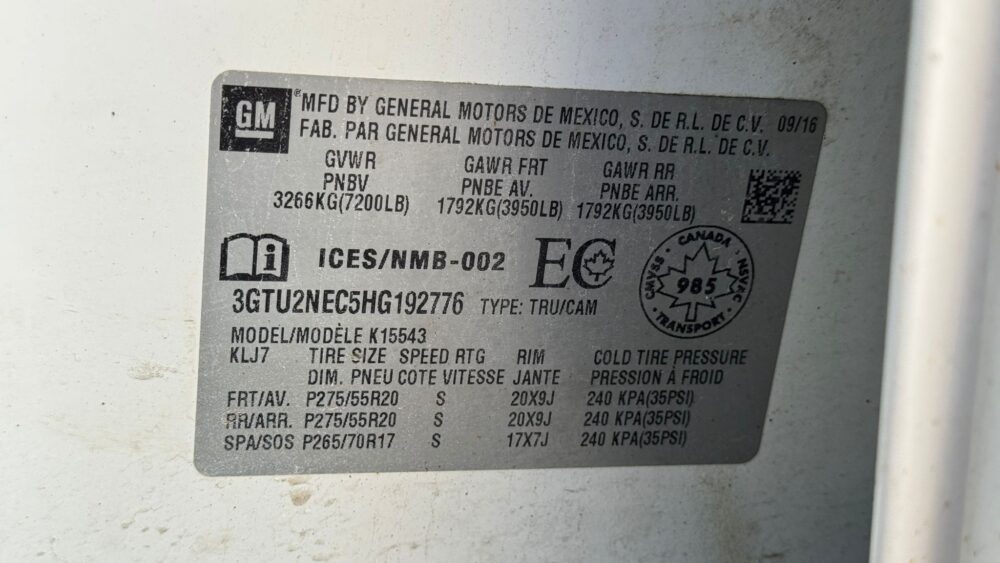 GM
®MFD BY GENERAL MOTORS DE MEXICO, S. DE R.L. DE C.V. 09/16
FAB. PAR GENERAL MOTORS DE MEXICO, S. DE R.L. DE C.V.
GVWR GAWR FRT GAWR RR
PNBV PNBE AV. PNBE ARR.
3266KG(7200LB) 1792KG(3950LB) 1792KG(3950LB)
i ICES/NMB-002 EC
CANADA CMVSS NSVAC 985 TRANSPORT
3GTU2NEC5HG192776 TYPE: TRU/CAM
MODEL/MODÈLE K15543
KLJ7 TIRE SIZE SPEED RTG RIM COLD TIRE PRESSURE
DIM. PNEU COTE VITESSE JANTE PRESSION À FROID
FRT/AV. P275/55R20 S 20X9J 240 KPA(35PSI)
RR/ARR. P275/55R20 S 20X9J 240 KPA(35PSI)
SPA/SOS P265/70R17 S 17X7J 240 KPA(35PSI)